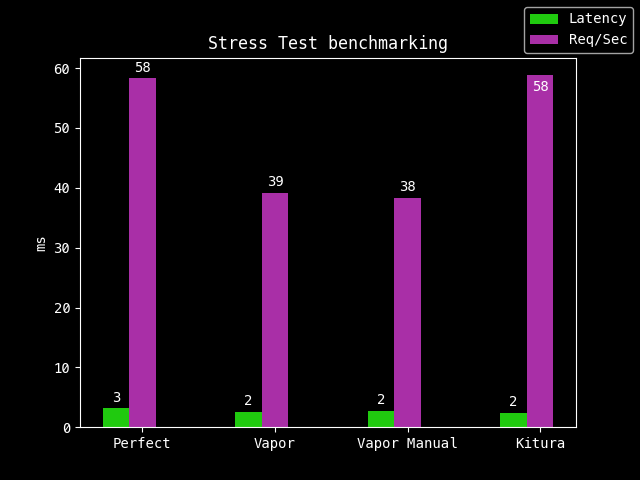 Latency
Req/Sec
Stress Test benchmarking
60
50
40
30
20
10
0
ms
58
39
38
58
3
2
2
2
Perfect
Vapor
Vapor Manual
Kitura